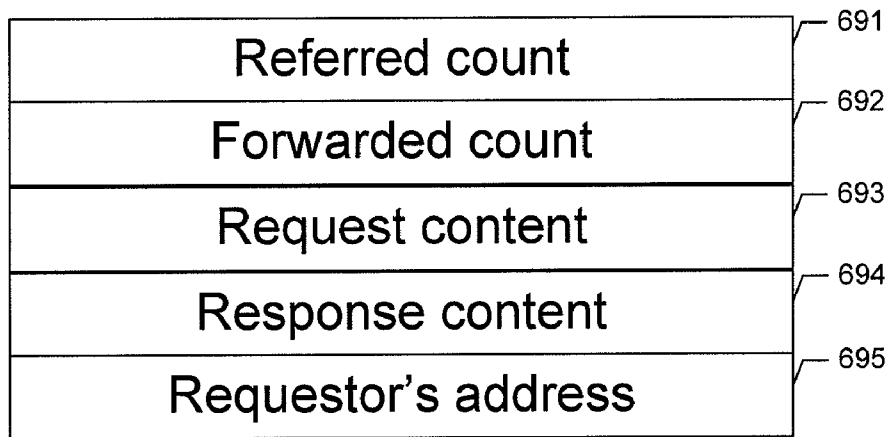 691
Referred count
692
Forwarded count
693
Request content
694
Response content
695
Requestor's address